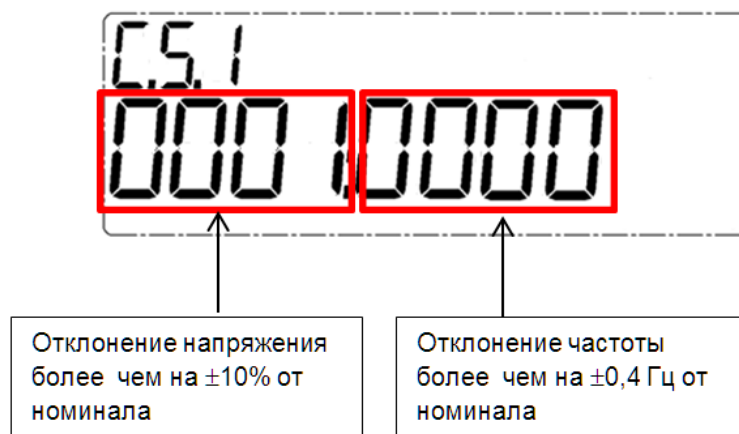 C.5.1
0001.0000
Отклонение напряжения
более чем на ±10% от
номинала
Отклонение частоты
более чем на ±0,4 Гц от
номинала